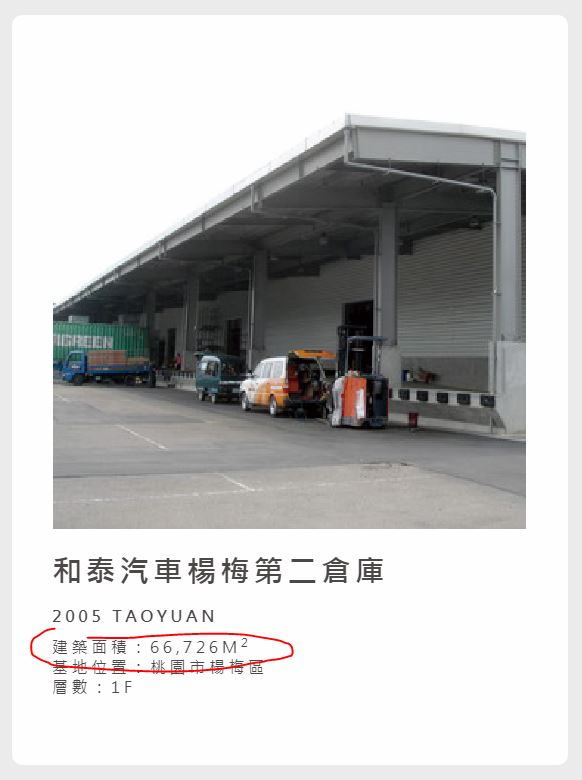 RGREEN
和泰汽車楊梅第二倉庫
2005 TAOYUAN
建築面積：66,726M²
基地位置：桃園市楊梅區
層數：1F